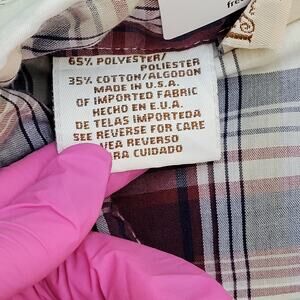 free
65% POLYESTER/
POLIESTER
35% COTTON/ALGODON
MADE IN U.S.A.
OF IMPORTED FABRIC
HECHO EN E.U.A.
DE TELAS IMPORTEDA
SEE REVERSE FOR CARE
VEA REVERSO
CUIDADO